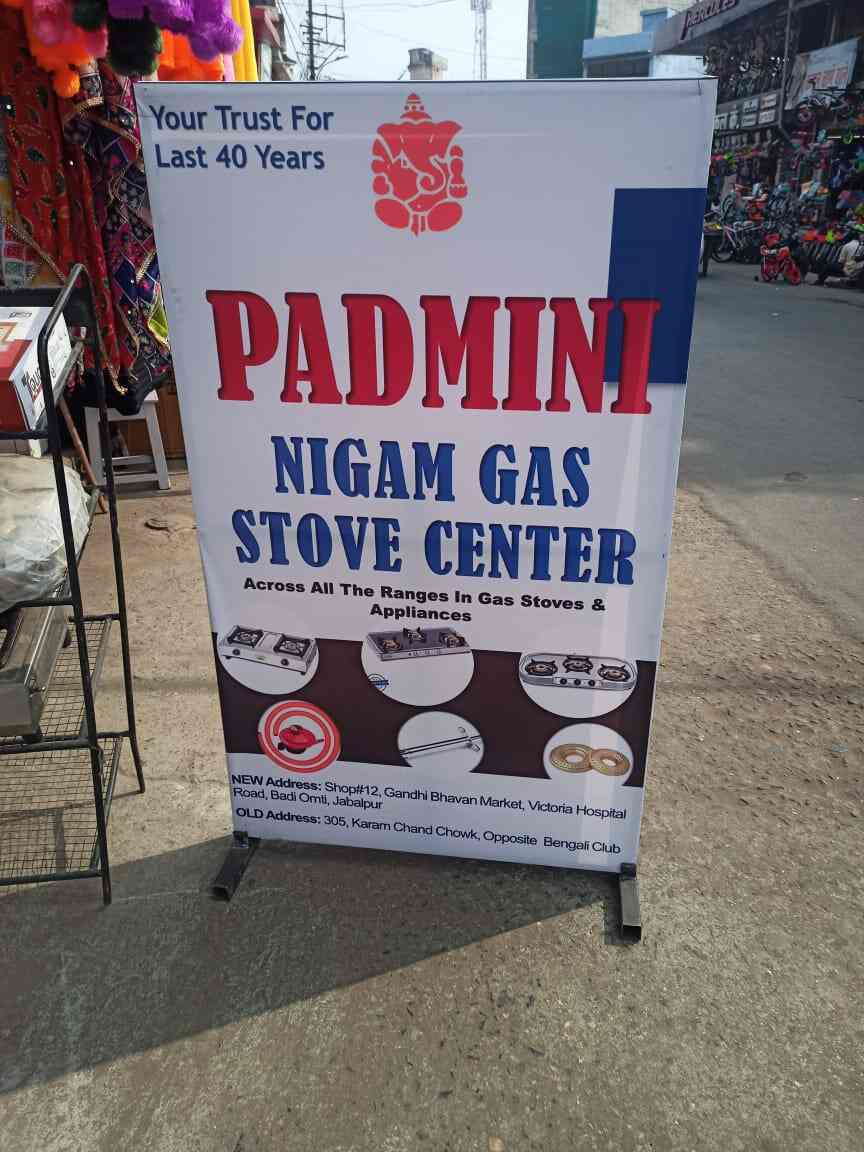 HERCULES
Your Trust For
Last 40 Years
PADMINI
NIGAM GAS
STOVE CENTER
Across All The Ranges In Gas Stoves &
Appliances
NEW Address: Shop#12, Gandhi Bhavan Market, Victoria Hospital
Road, Badi Omti, Jabalpur
OLD Address: 305, Karam Chand Chowk, Opposite Bengali Club